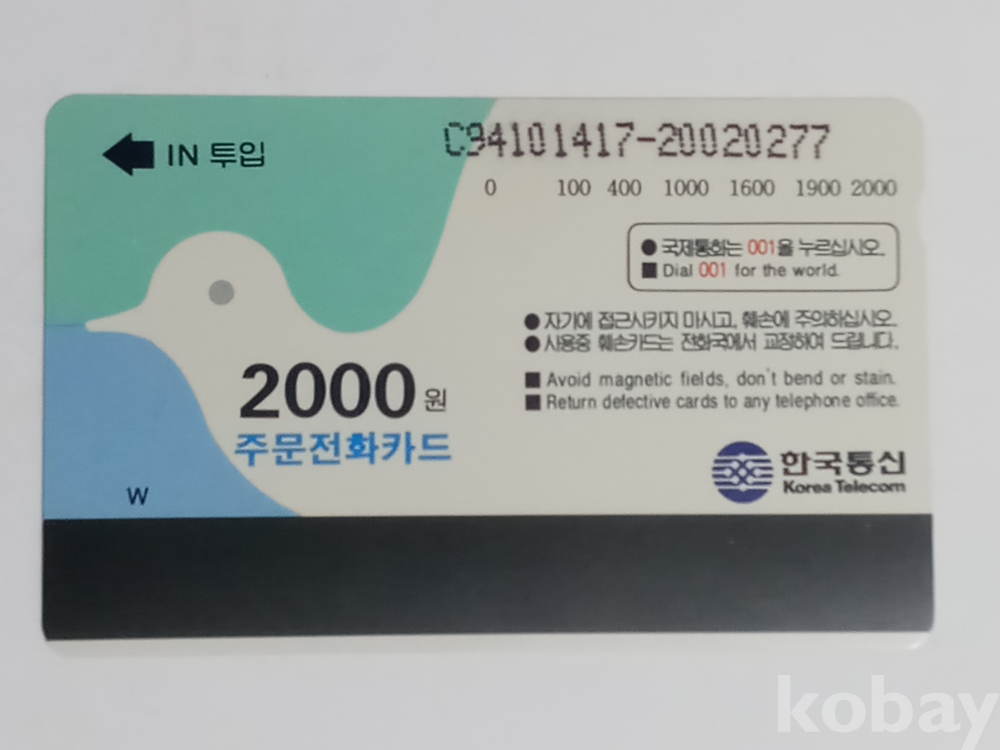 IN 투입
C94101417-20020277
0 100 400 1000 1600 1900 2000
● 국제통화는 001을 누르십시오.
■ Dial 001 for the world.
● 자기에 접근시키지 마시고, 훼손에 주의하십시오.
● 사용중 훼손카드는 전화국에서 교정하여 드립니다.
■ Avoid magnetic fields, don't bend or stain.
■ Return defective cards to any telephone office.
2000원
주문전화카드
W
한국통신
Korea Telecom
kobay